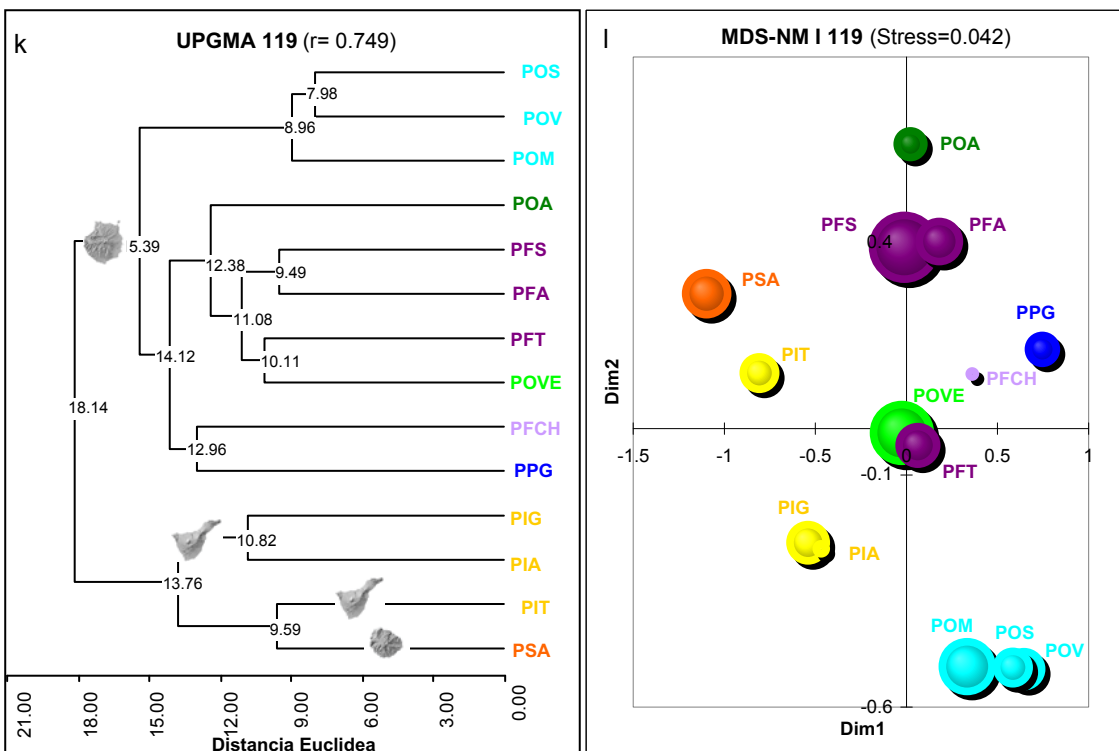 k
UPGMA 119 (r= 0.749)
POS
7.98
POV
8.96
POM
POA
PFS
5.39
12.38
9.49
PFA
11.08
PFT
14.12
10.11
POVE
18.14
PFCH
12.96
PPG
PIG
10.82
PIA
13.76
PIT
9.59
PSA
21.00
18.00
15.00
12.00
9.00
6.00
3.00
0.00
Distancia Euclidea
l
MDS-NM I 119 (Stress=0.042)
POA
PFS
0.4
PFA
PSA
PPG
PIT
PFCH
Dim2
POVE
-1.5
-1
-0.5
0
0.5
1
-0.1
PFT
PIG
PIA
POM
POS
POV
-0.6
Dim1